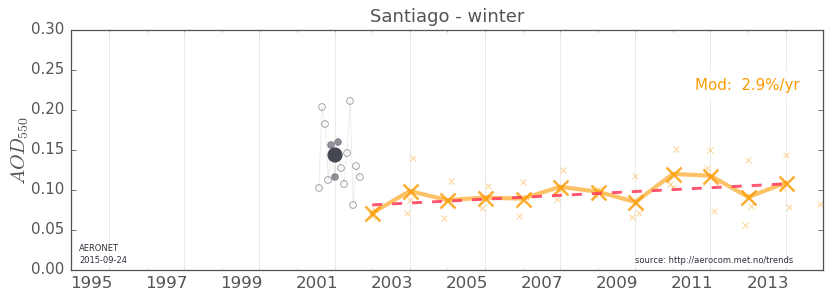 Santiago - winter
0.30
0.25
0.20
0.15
0.10
0.05
0.00
AOD550
Mod: 2.9%/yr
AERONET
2015-09-24
source: http://aerocom.met.no/trends
1995 1997 1999 2001 2003 2005 2007 2009 2011 2013